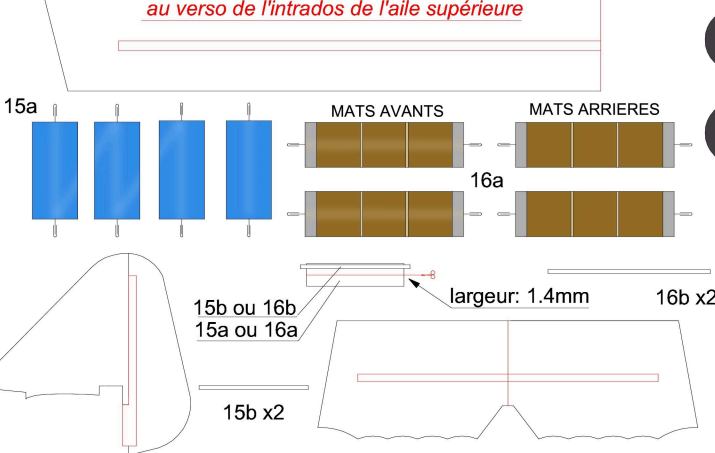 au verso de l'intrados de l'aile supérieure
15a
MATS AVANTS
MATS ARRIERES
16a
15b ou 16b
15a ou 16a
largeur: 1.4mm
16b x2
15b x2